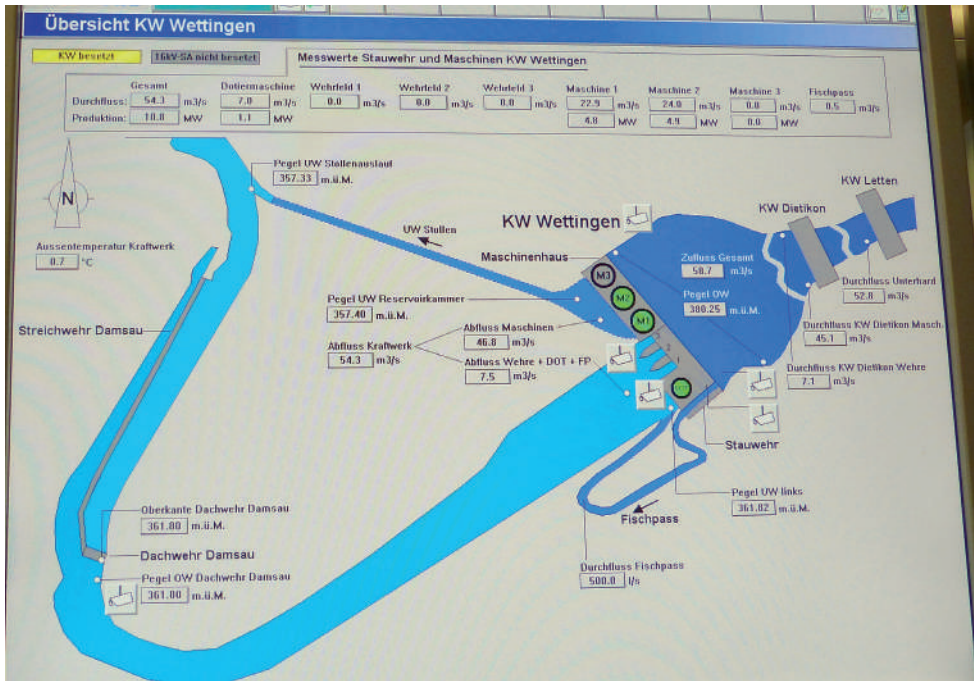 Übersicht KW Wettingen
KW besetzt
16kV-SA nicht besetzt
Messwerte Stauwehr und Maschinen KW Wettingen
Gesamt Dotiermaschine Wehrfeld 1 Wehrfeld 2 Wehrfeld 3 Maschine 1 Maschine 2 Maschine 3 Fischpass
Durchfluss: 54.3 m3/s 7.0 m3/s 0.0 m3/s 0.0 m3/s 0.0 m3/s 22.9 m3/s 24.0 m3/s 0.0 m3/s 0.5 m3/s
Produktion: 10.8 MW 1.1 MW 4.8 MW 4.9 MW 0.0 MW
N
Pegel UW Stollenauslauf
357.33 m.ü.M.
KW Letten
KW Dietikon
KW Wettingen
UW Stollen
Aussentemperatur Kraftwerk
0.7 °C
Maschinenhaus
M3
M2
M1
Zufluss Gesamt
58.7 m3/s
Pegel OW
380.25 m.ü.M.
Durchfluss Unterhard
52.8 m3/s
Pegel UW Reservoirkammer
357.40 m.ü.M.
Streichwehr Damsau
Abfluss Maschinen
46.8 m3/s
Abfluss Kraftwerk
54.3 m3/s
Abfluss Wehre + DOT + FP
7.5 m3/s
2
1
Durchfluss KW Dietikon Masch.
45.1 m3/s
Durchfluss KW Dietikon Wehre
7.1 m3/s
Stauwehr
Pegel UW links
361.82 m.ü.M.
Fischpass
Oberkante Dachwehr Damsau
361.80 m.ü.M.
Dachwehr Damsau
Pegel OW Dachwehr Damsau
361.80 m.ü.M.
Durchfluss Fischpass
500.0 l/s